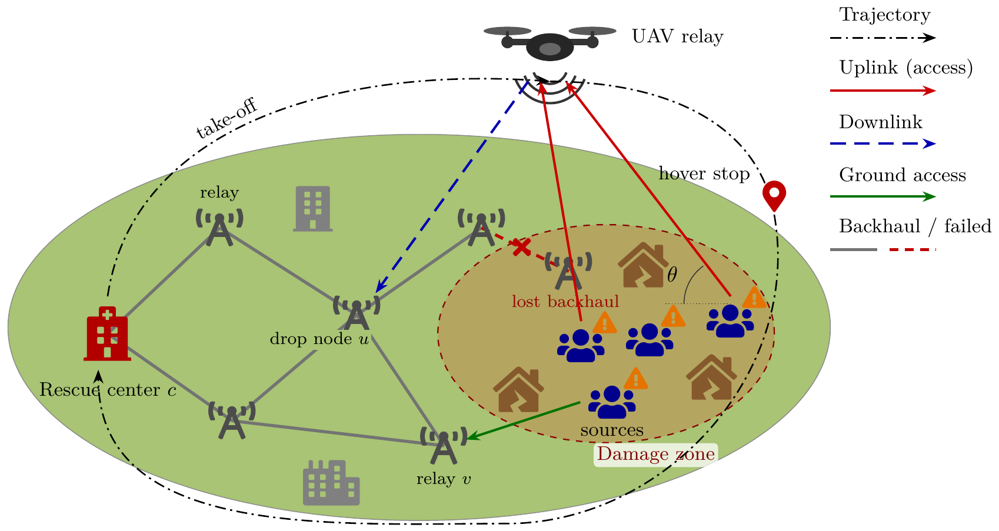 Trajectory
UAV relay
Uplink (access)
take-off
Downlink
hover stop
Ground access
relay
Backhaul / failed
θ
lost backhaul
drop node u
Rescue center c
sources
Damage zone
relay v